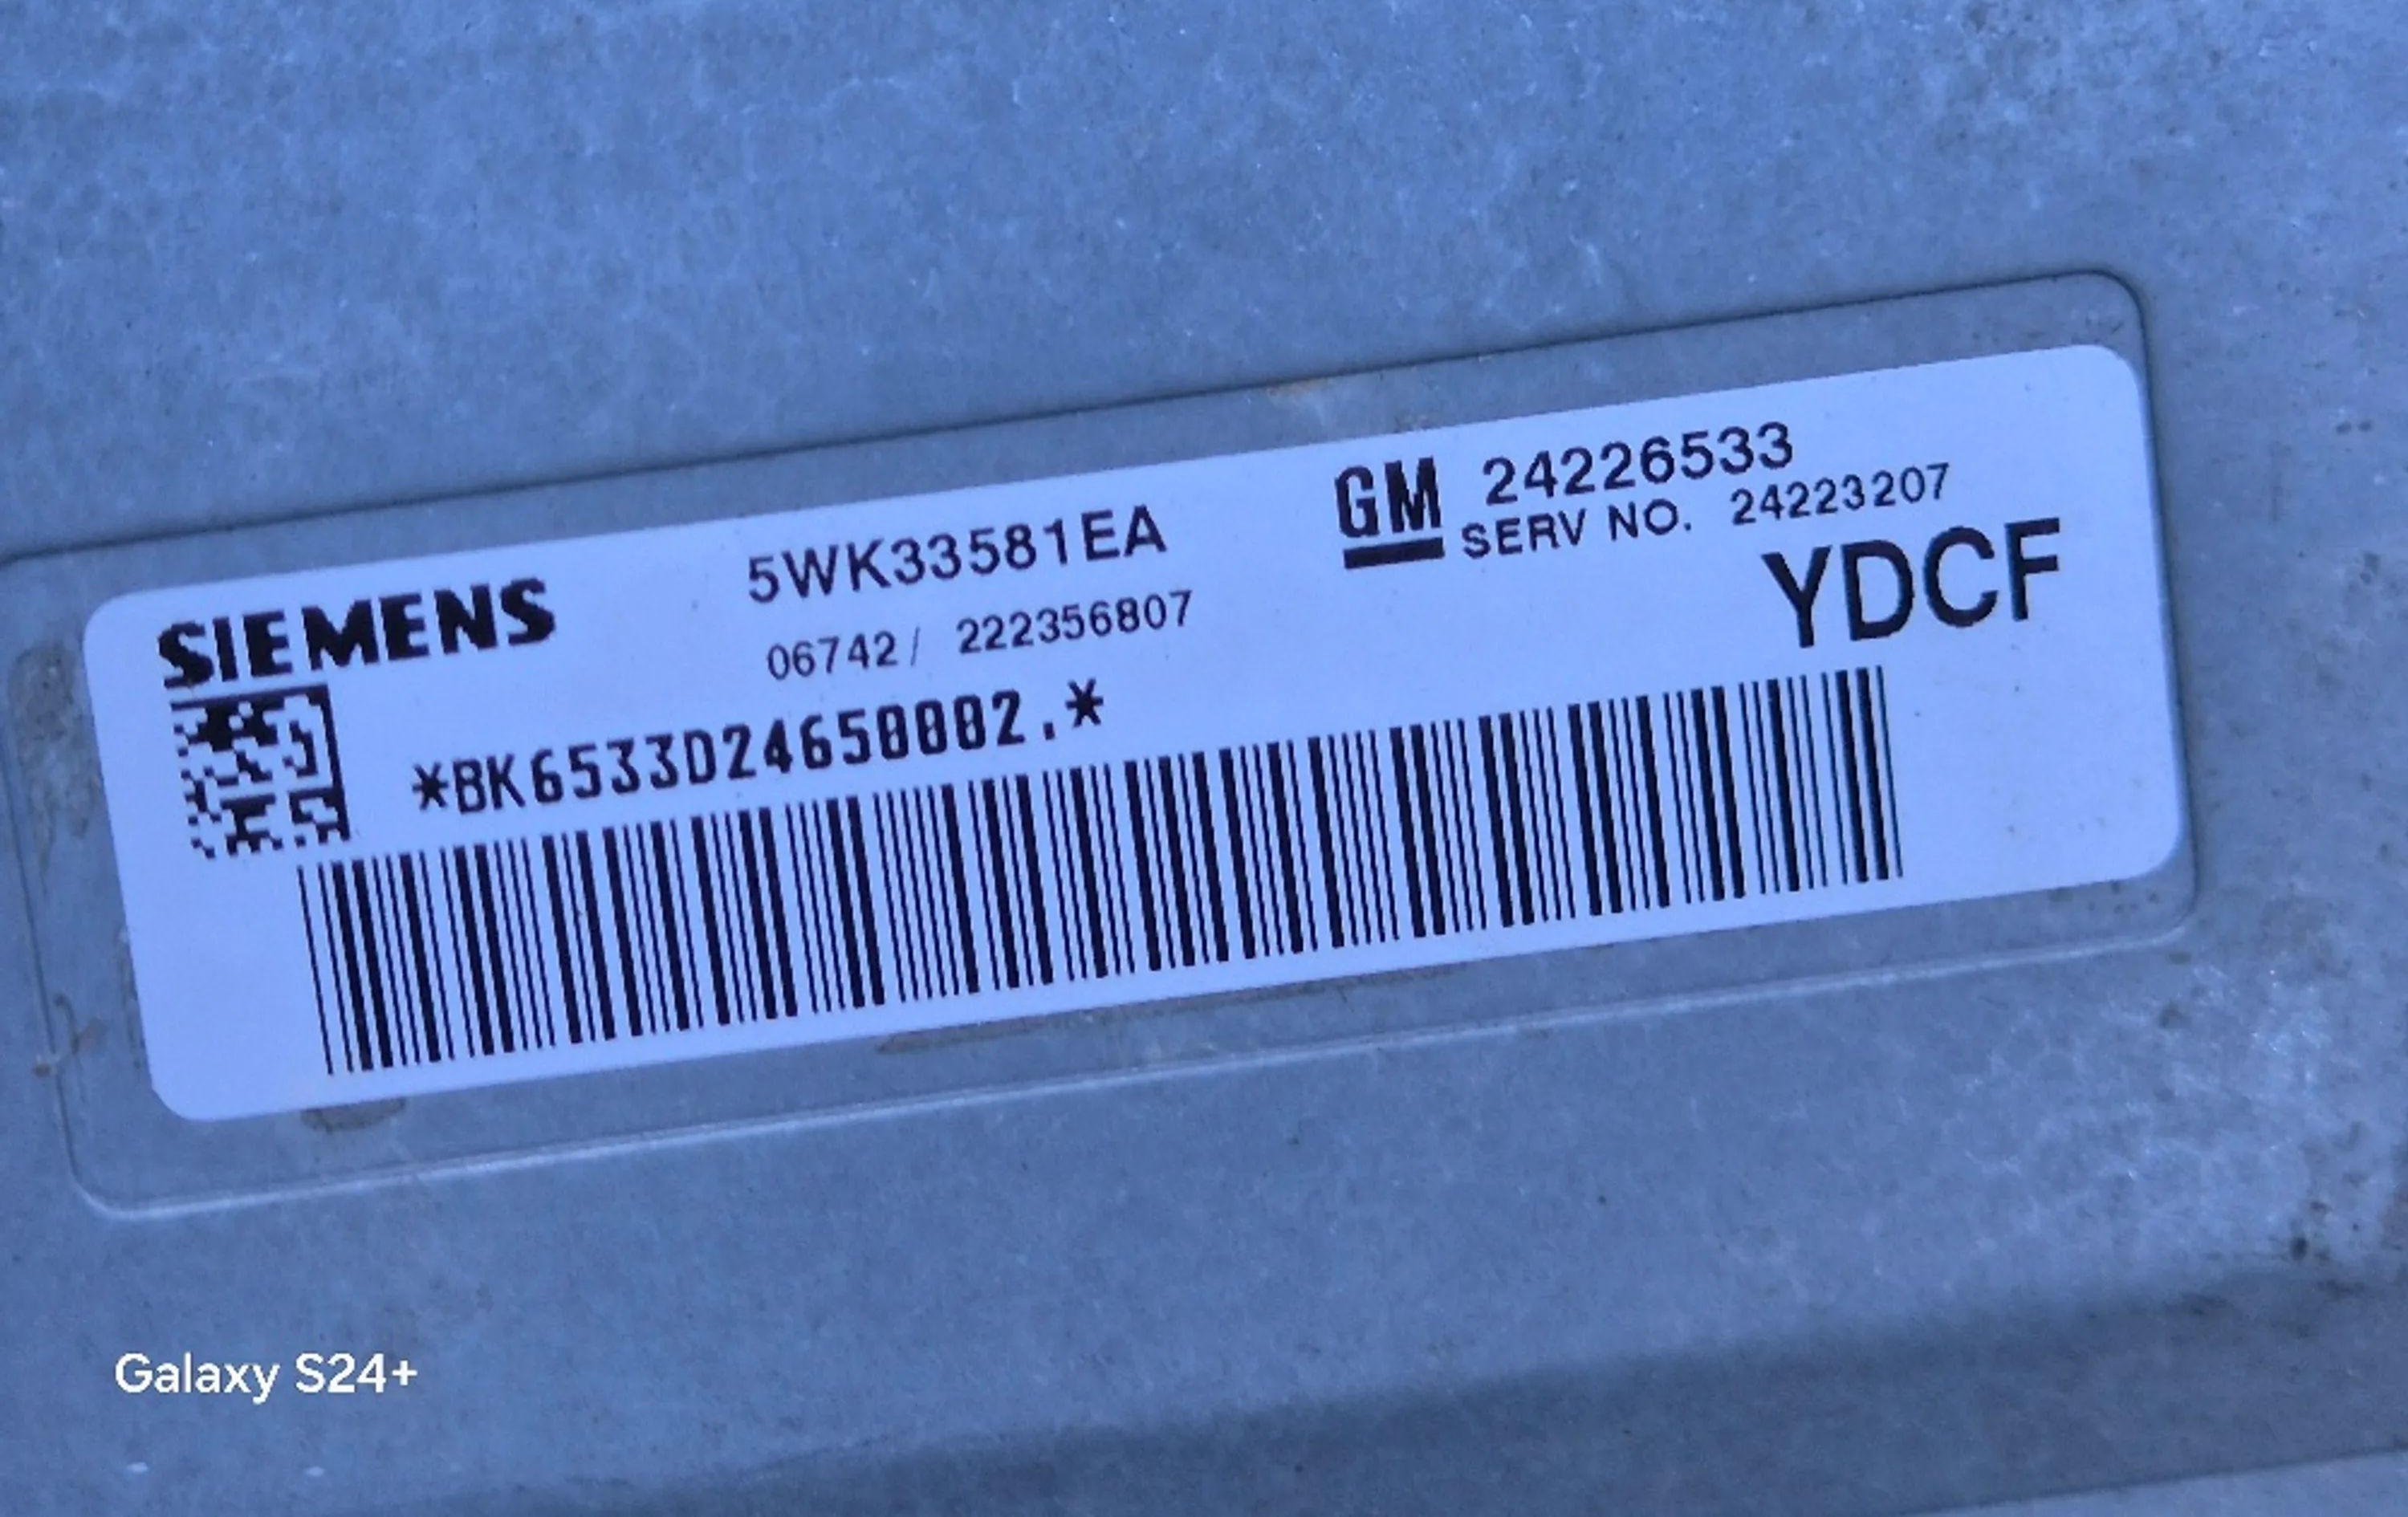 SIEMENS
5WK33581EA
06742/ 222356807
GM 24226533
SERV NO. 24223207
YDCF
*BK6533D24650002.*
Galaxy S24+